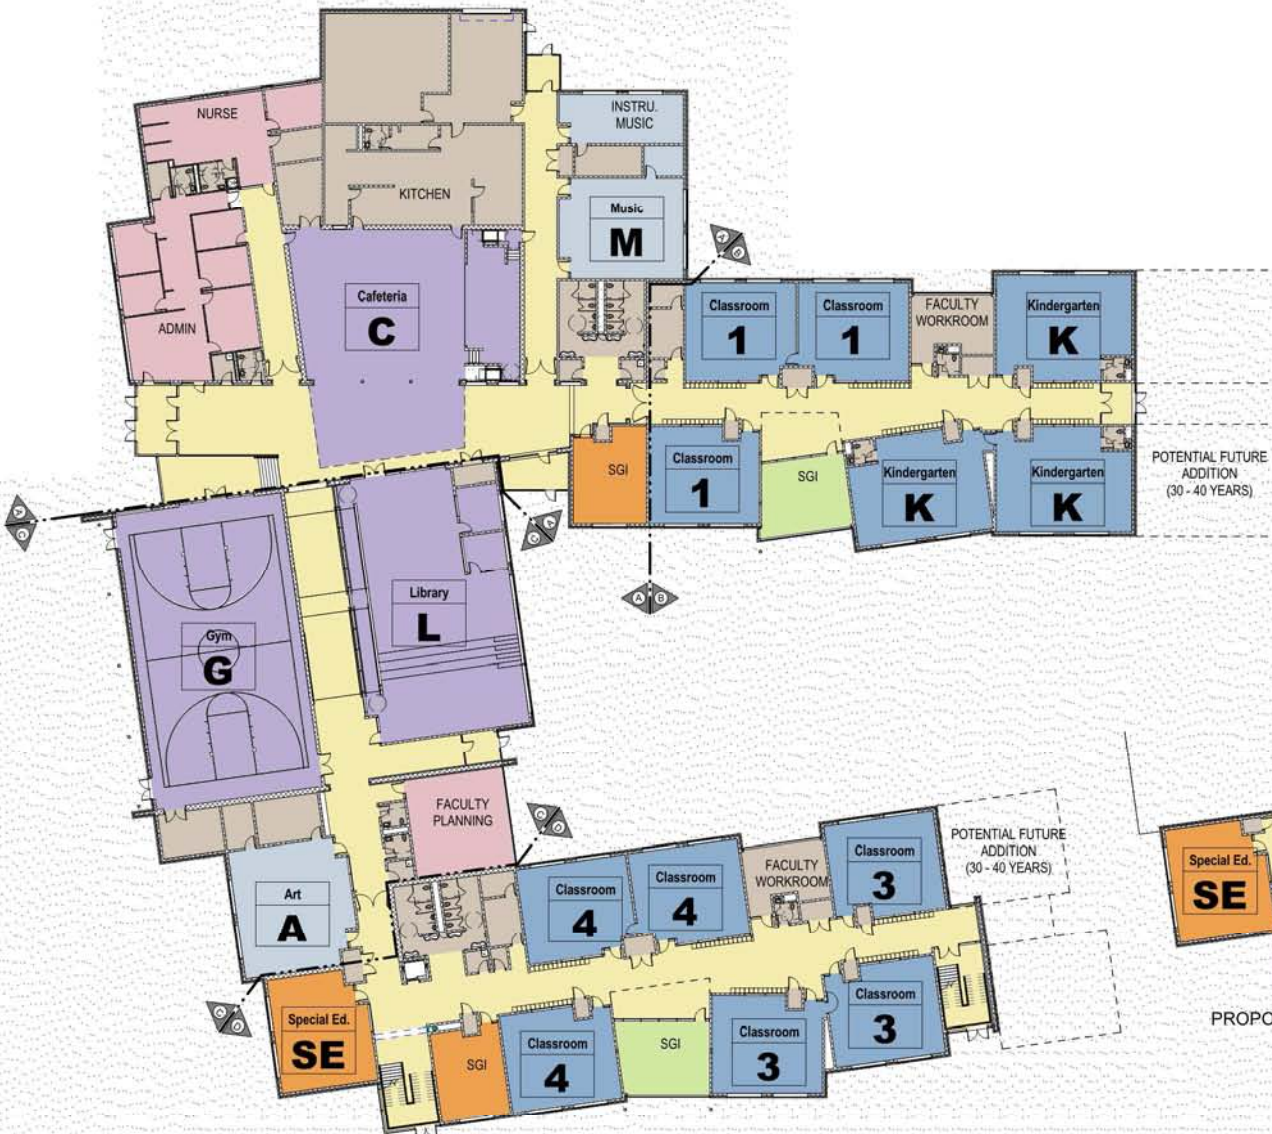 NURSE
INSTRU.
MUSIC
KITCHEN
Music
M
ADMIN
Cafeteria
C
Classroom
1
Classroom
1
FACULTY
WORKROOM
Kindergarten
K
SGI
Classroom
1
SGI
Kindergarten
K
Kindergarten
K
POTENTIAL FUTURE
ADDITION
(30 - 40 YEARS)
A
B
Library
L
Gym
G
FACULTY
PLANNING
POTENTIAL FUTURE
ADDITION
(30 - 40 YEARS)
Art
A
Classroom
4
Classroom
4
FACULTY
WORKROOM
Classroom
3
Special Ed.
SE
Special Ed.
SE
SGI
Classroom
4
SGI
Classroom
3
Classroom
3
PROPO